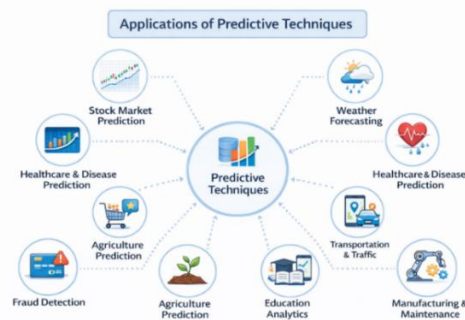 Applications of Predictive Techniques
Stock Market
Prediction
Weather
Forecasting
Healthcare & Disease
Prediction
Predictive
Techniques
Healthcare & Disease
Prediction
Agriculture
Prediction
Transportation
& Traffic
Fraud Detection
Agriculture
Prediction
Education
Analytics
Manufacturing &
Maintenance